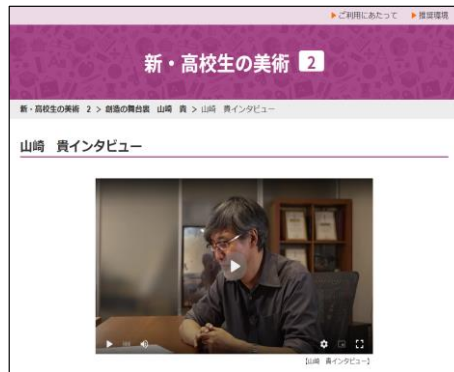 ▶ご利用にあたって ▶推奨環境
新・高校生の美術 2
新・高校生の美術 2 > 創造の舞台裏 山崎 貴 > 山崎 貴インタビュー
山崎 貴インタビュー
【山崎 貴インタビュー】